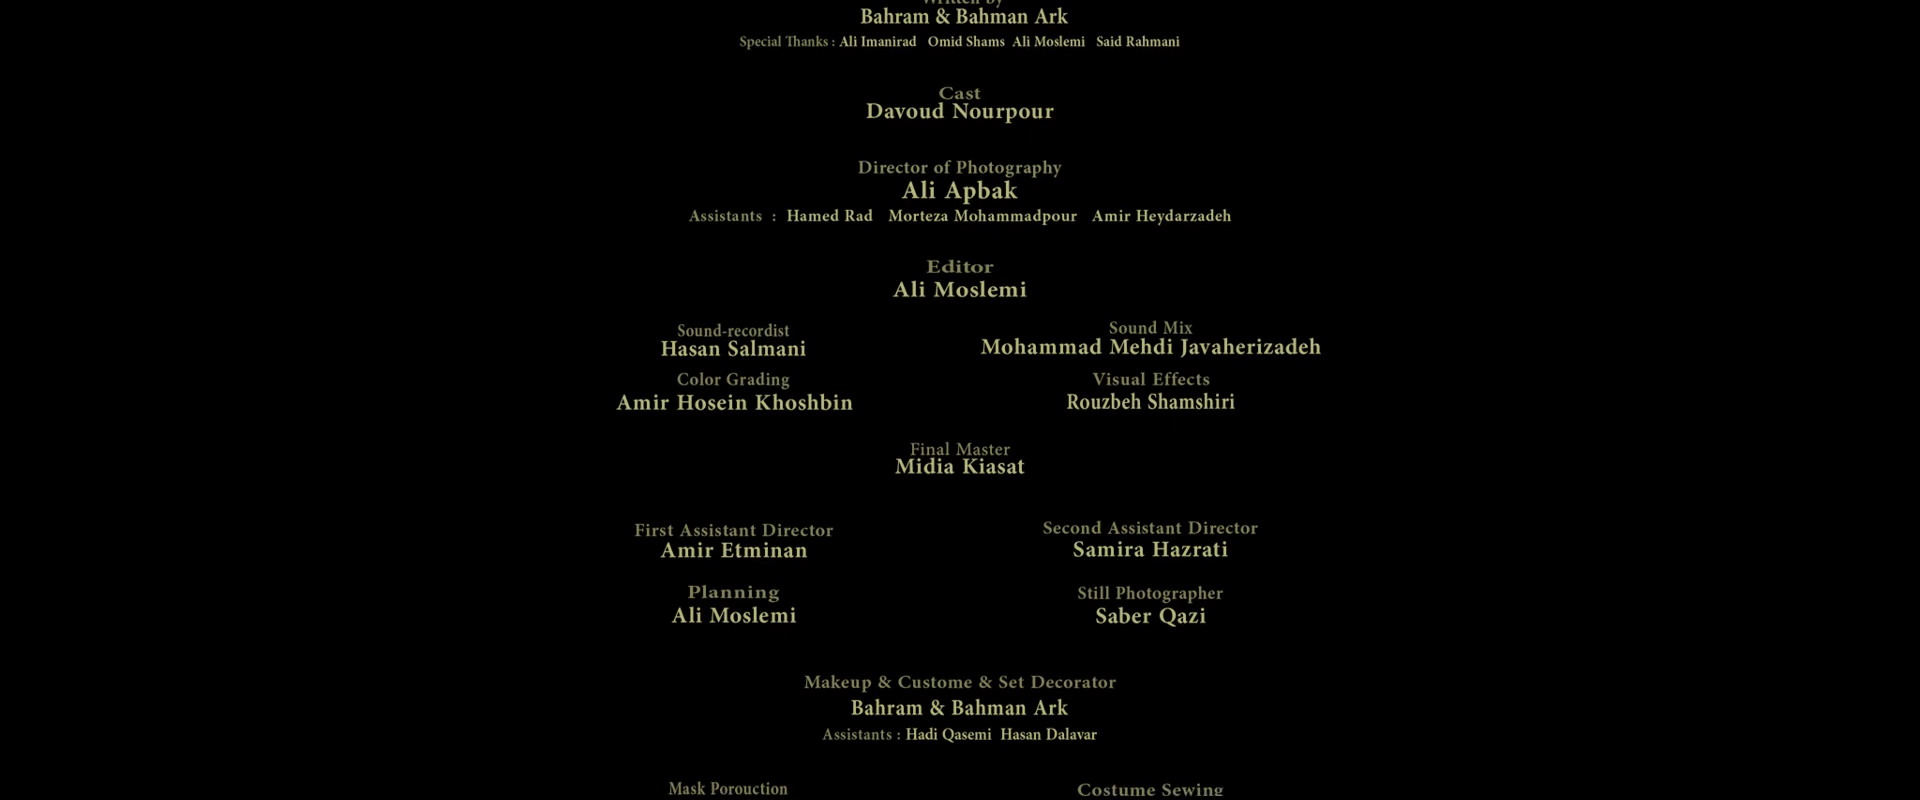 Written by
Bahram & Bahman Ark
Special Thanks : Ali Imanirad Omid Shams Ali Moslemi Said Rahmani
Cast
Davoud Nourpour
Director of Photography
Ali Apbak
Assistants : Hamed Rad Morteza Mohammadpour Amir Heydarzadeh
Editor
Ali Moslemi
Sound-recordist
Hasan Salmani
Sound Mix
Mohammad Mehdi Javaherizadeh
Color Grading
Amir Hosein Khoshbin
Visual Effects
Rouzbeh Shamshiri
Final Master
Midia Kiasat
First Assistant Director
Amir Etminan
Second Assistant Director
Samira Hazrati
Planning
Ali Moslemi
Still Photographer
Saber Qazi
Makeup & Custome & Set Decorator
Bahram & Bahman Ark
Assistants : Hadi Qasemi Hasan Dalavar
Mask Porouction
Costume Sewing